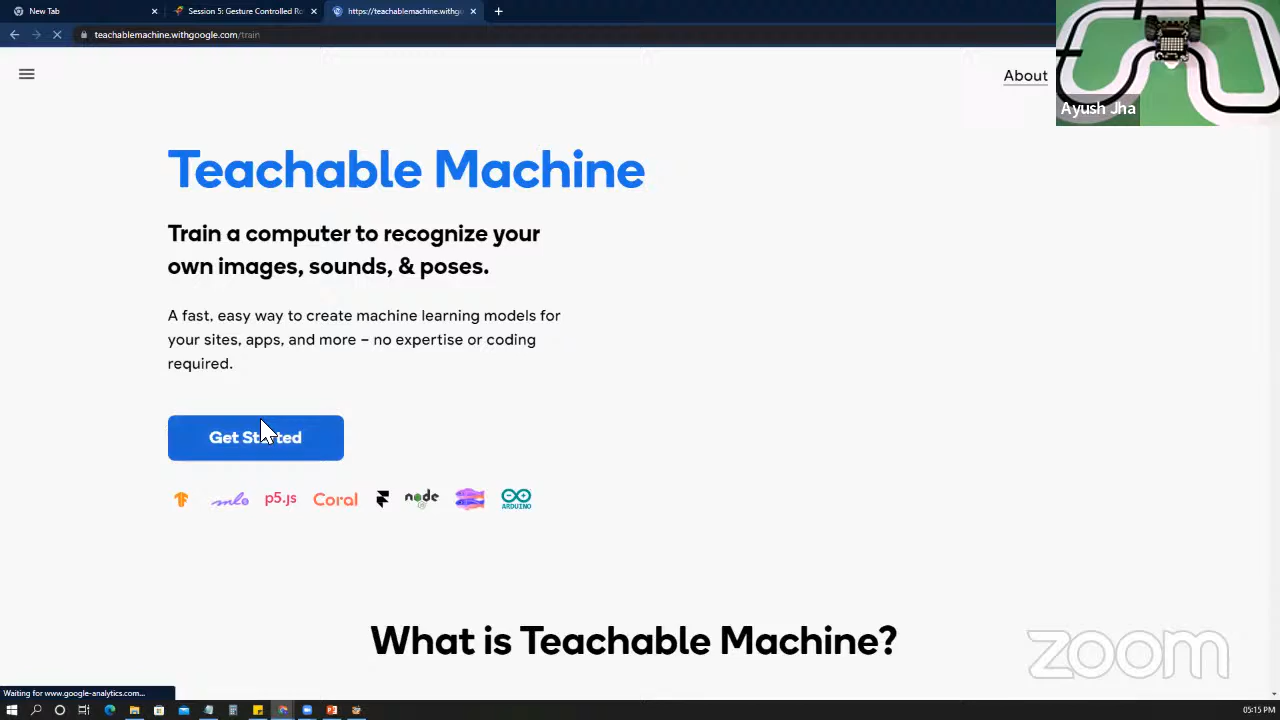 New Tab
Session 5: Gesture Controlled Ro
https://teachablemachine.withgo
teachablemachine.withgoogle.com/train
About
Ayush Jha
Teachable Machine
Train a computer to recognize your
own images, sounds, & poses.
A fast, easy way to create machine learning models for
your sites, apps, and more – no expertise or coding
required.
Get Started
p5.js
Coral
node
ARDUINO
What is Teachable Machine?
zoom
Waiting for www.google-analytics.com...
05:15 PM